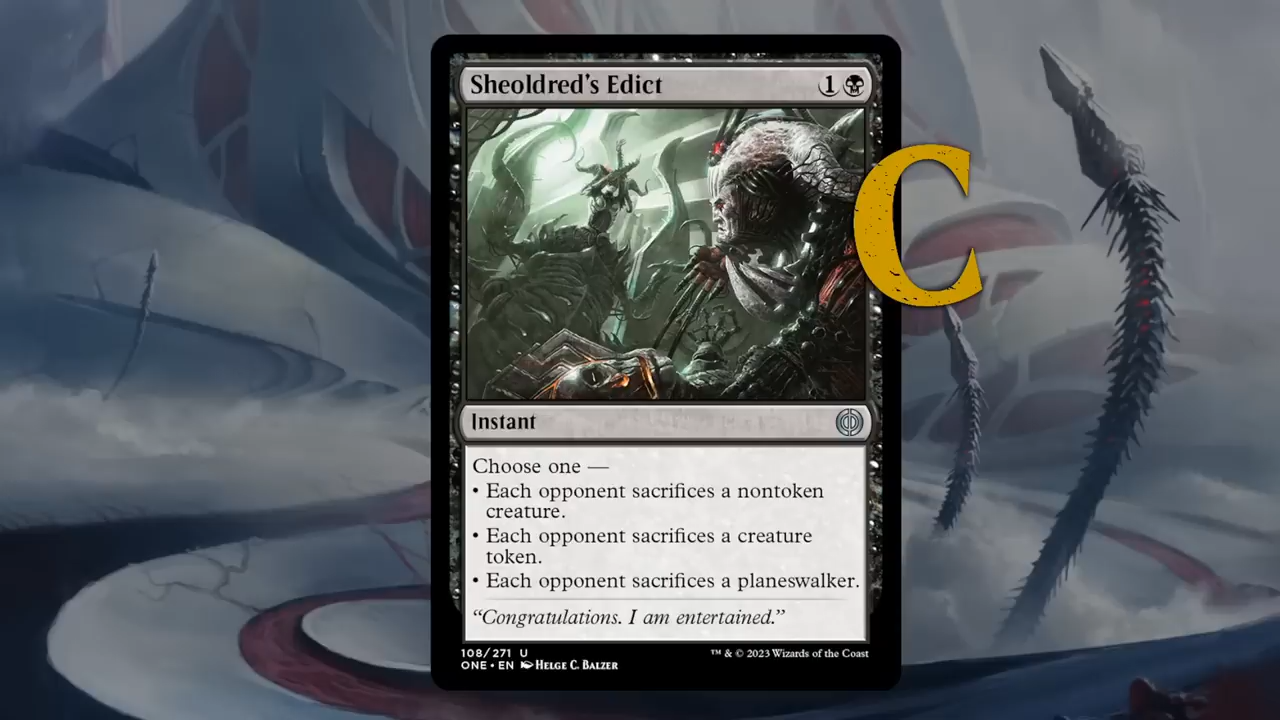 Sheoldred's Edict 1
C
Instant
Choose one —
• Each opponent sacrifices a nontoken
creature.
• Each opponent sacrifices a creature
token.
• Each opponent sacrifices a planeswalker.
“Congratulations. I am entertained.”
108/271 U
ONE • EN Helge C. Balzer
™ & © 2023 Wizards of the Coast